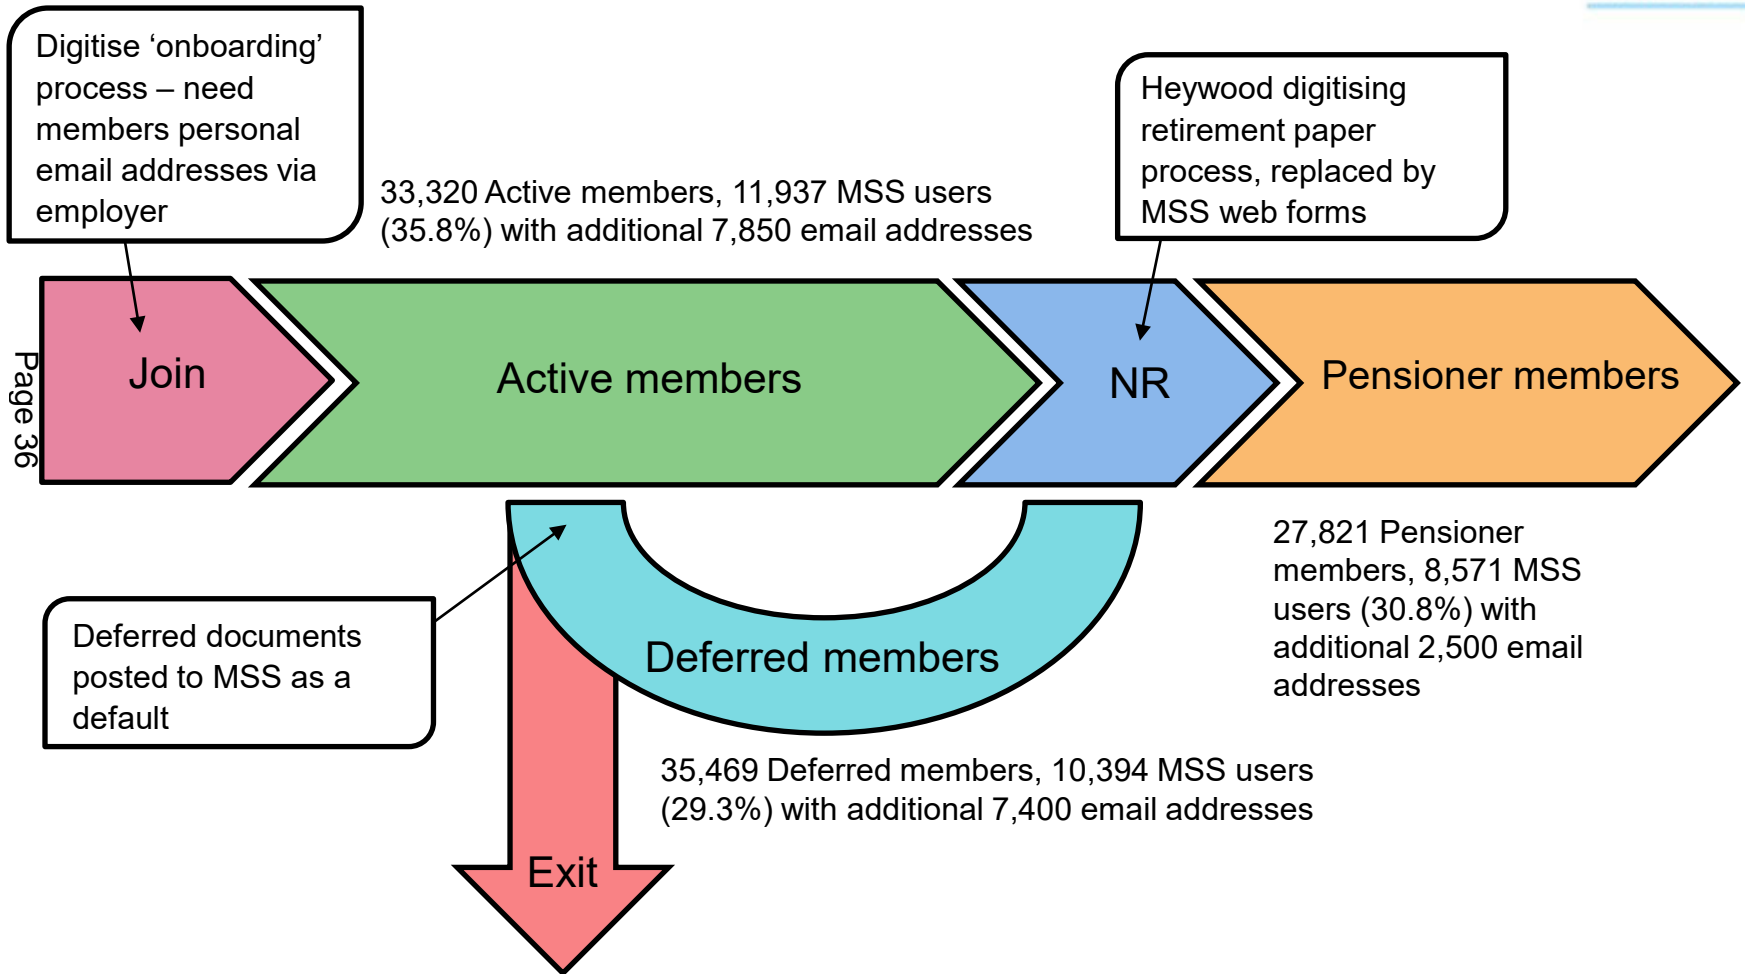 Digitise ‘onboarding’
process – need
members personal
email addresses via
employer
33,320 Active members, 11,937 MSS users
(35.8%) with additional 7,850 email addresses
Heywood digitising
retirement paper
process, replaced by
MSS web forms
Page 36
Join
Active members
NR
Pensioner members
Deferred documents
posted to MSS as a
default
Deferred members
27,821 Pensioner
members, 8,571 MSS
users (30.8%) with
additional 2,500 email
addresses
35,469 Deferred members, 10,394 MSS users
(29.3%) with additional 7,400 email addresses
Exit